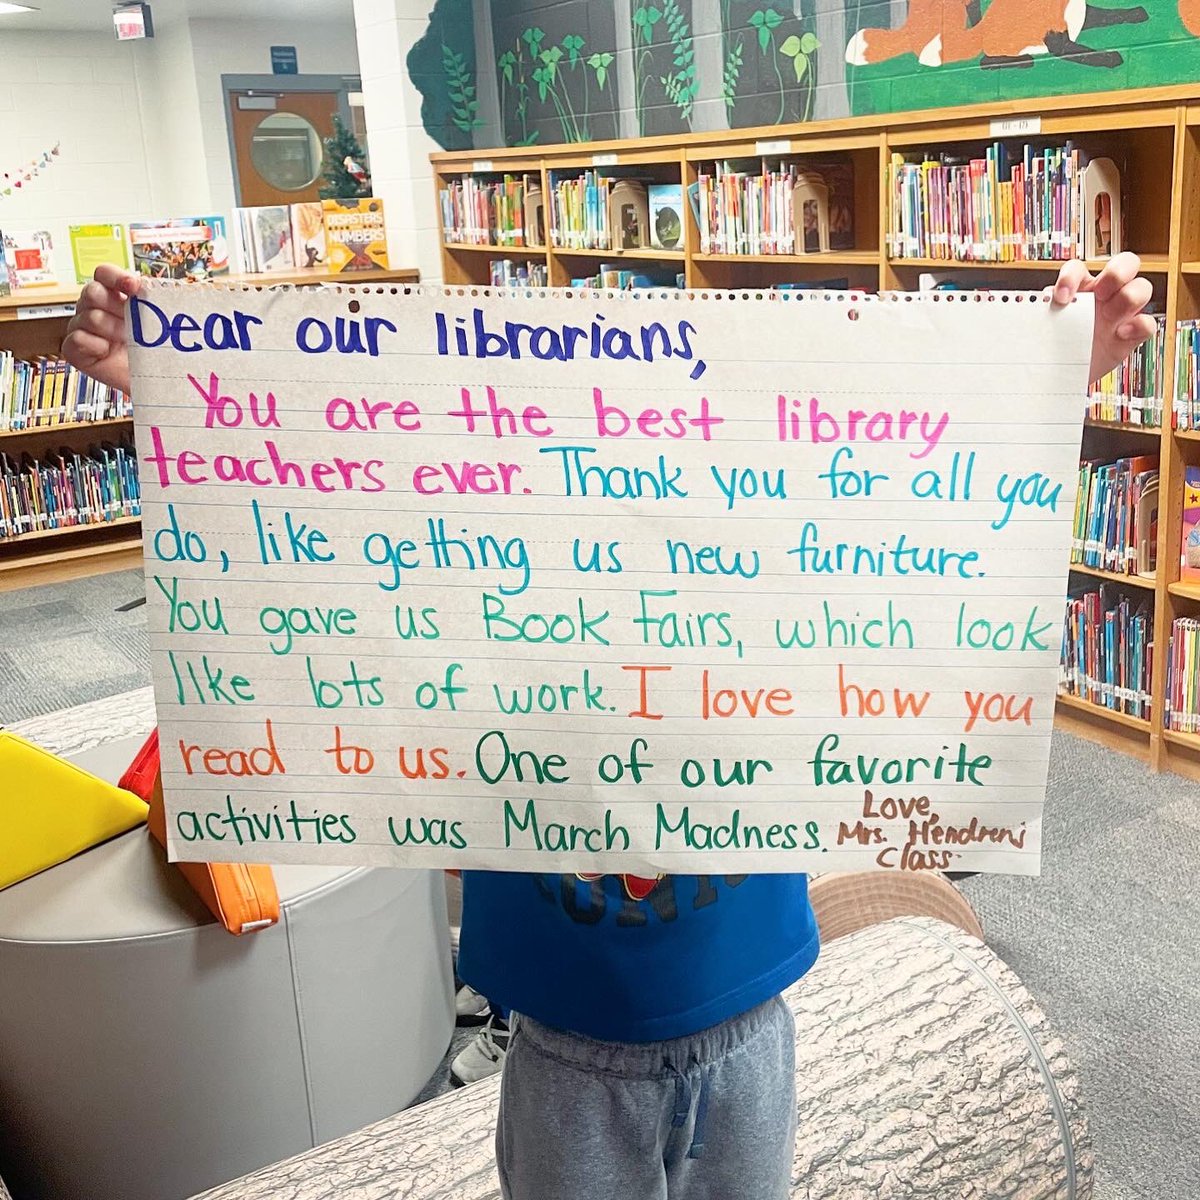 DISASTERS
NUMBERS
Dear our librarians,
You are the best library
teachers ever. Thank you for all you
do, like getting us new furniture.
You gave us Book Fairs, which look
like lots of work. I love how you
read to us. One of our favorite
activities was March Madness.
Love,
Mrs. Hendreni
class.